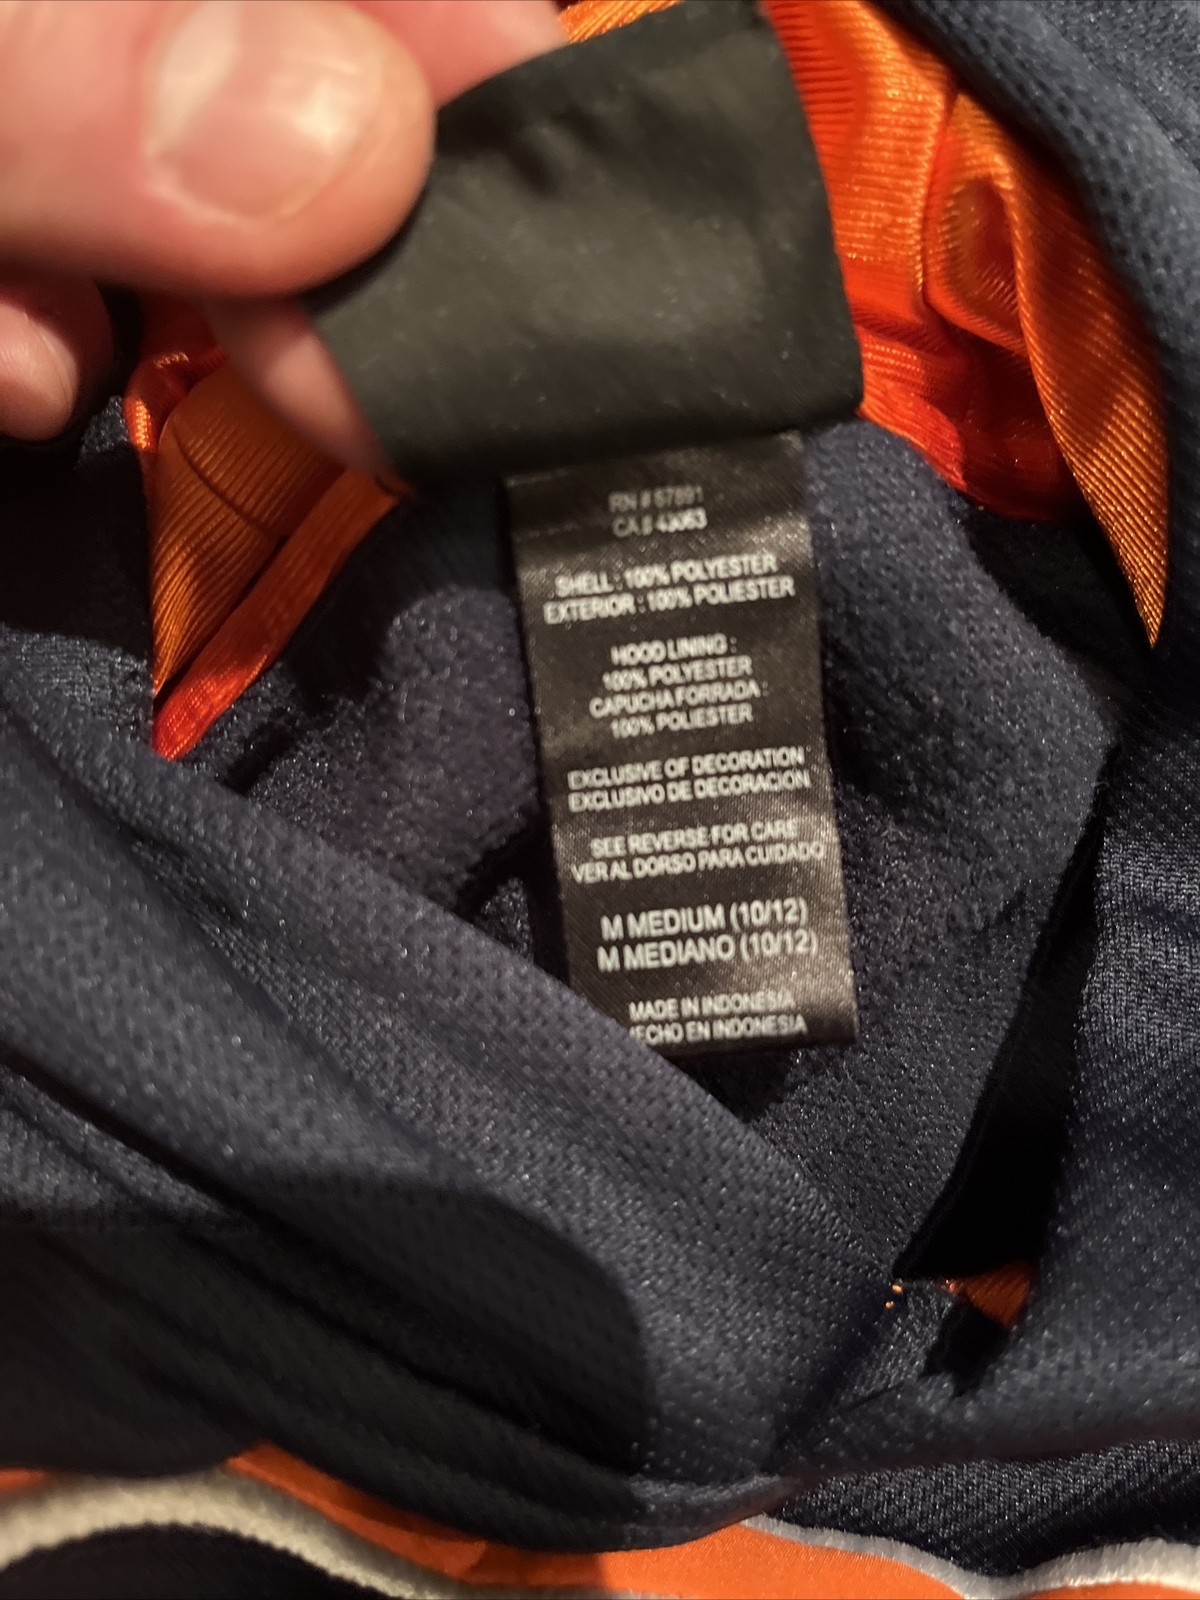 RN # 57891
CA # 43063
SHELL : 100% POLYESTER
EXTERIOR : 100% POLIESTER
HOOD LINING :
100% POLYESTER
CAPUCHA FORRADA :
100% POLIESTER
EXCLUSIVE OF DECORATION
EXCLUSIVO DE DECORACION
SEE REVERSE FOR CARE
VER AL DORSO PARA CUIDADO
M MEDIUM (10/12)
M MEDIANO (10/12)
MADE IN INDONESIA
HECHO EN INDONESIA